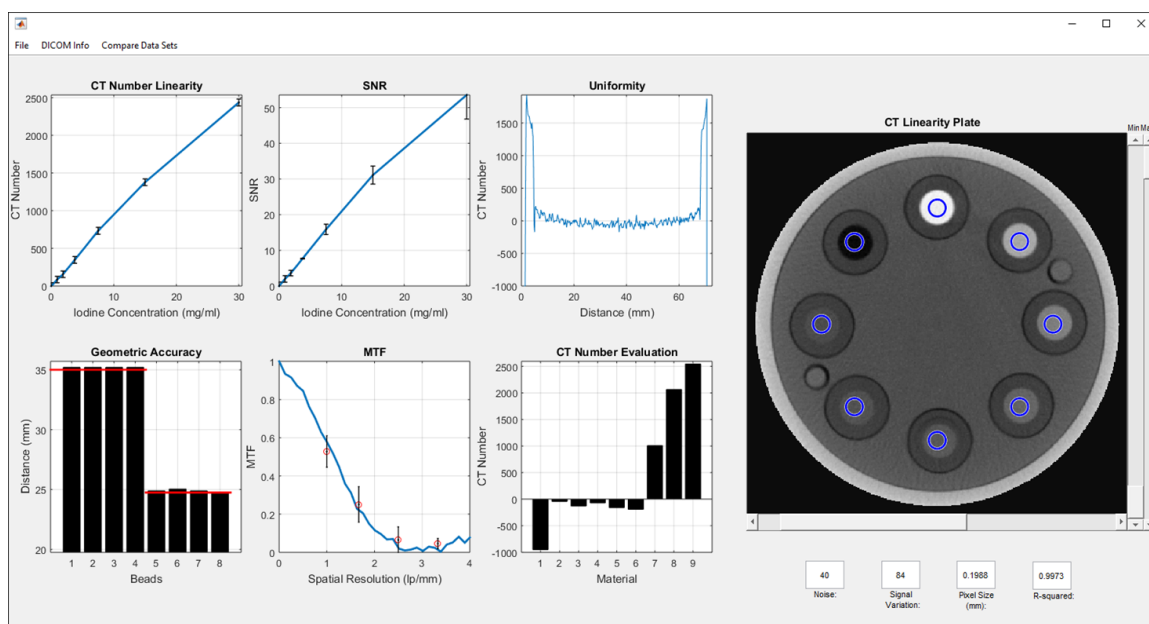 File DICOM Info Compare Data Sets
CT Number Linearity
2500
2000
1500
1000
500
0
CT Number
0 10 20 30
Iodine Concentration (mg/ml)
SNR
50
40
30
20
10
0
SNR
0 10 20 30
Iodine Concentration (mg/ml)
Uniformity
1500
1000
500
0
-500
-1000
CT Number
0 20 40 60
Distance (mm)
Geometric Accuracy
35
30
25
20
Distance (mm)
1 2 3 4 5 6 7 8
Beads
MTF
1
0.8
0.6
0.4
0.2
0
MTF
0 1 2 3 4
Spatial Resolution (lp/mm)
CT Number Evaluation
2500
2000
1500
1000
500
0
-500
-1000
CT Number
1 2 3 4 5 6 7 8 9
Material
CT Linearity Plate
Min Ma
40
Noise:
84
Signal
Variation:
0.1988
Pixel Size
(mm):
0.9973
R-squared: